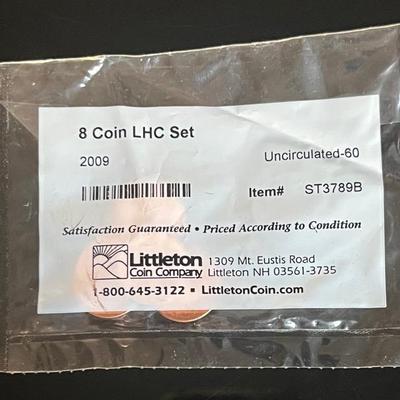 8 Coin LHC Set
2009 Uncirculated-60
Item# ST3789B
Satisfaction Guaranteed • Priced According to Condition
Littleton
Coin Company
1309 Mt. Eustis Road
Littleton NH 03561-3735
1-800-645-3122 • LittletonCoin.com